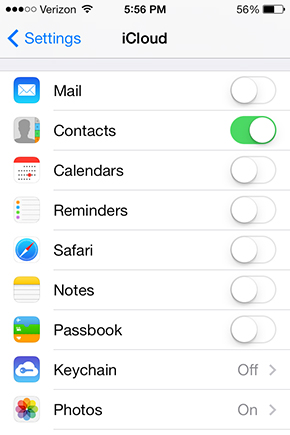 Verizon 5:56 PM 56%
Settings iCloud
Mail
Contacts
Calendars
Reminders
Safari
Notes
Passbook
Keychain Off
Photos On